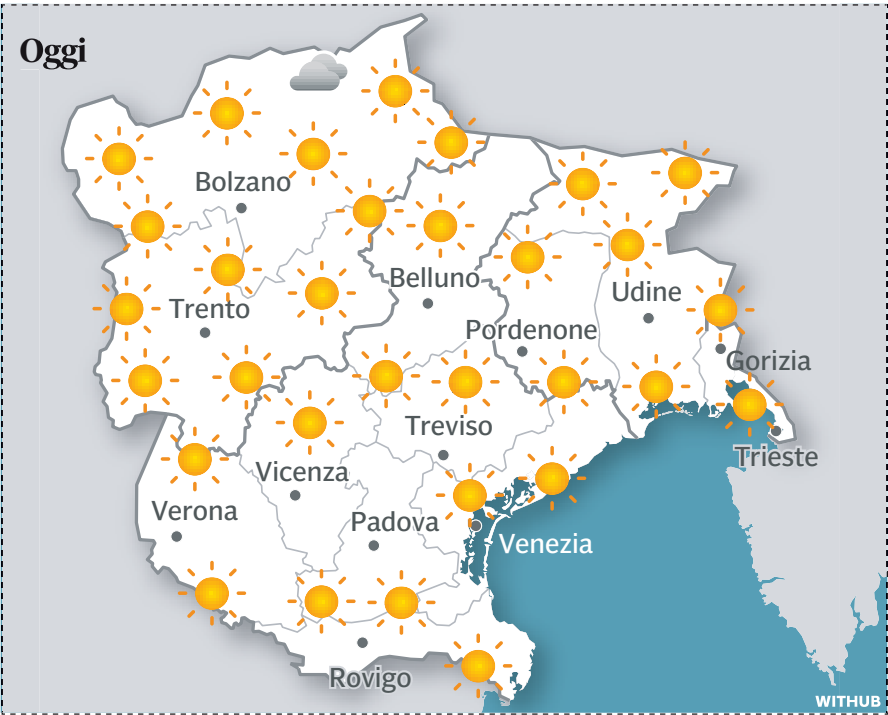 Oggi
Bolzano
Belluno
Trento
Udine
Pordenone
Gorizia
Treviso
Trieste
Vicenza
Verona
Padova
Venezia
Rovigo
WITHUB